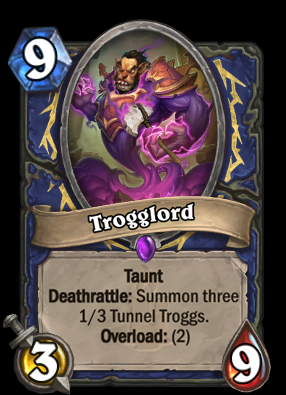 9
Trogglord
Taunt
Deathrattle: Summon three
1/3 Tunnel Troggs.
Overload: (2)
3
9